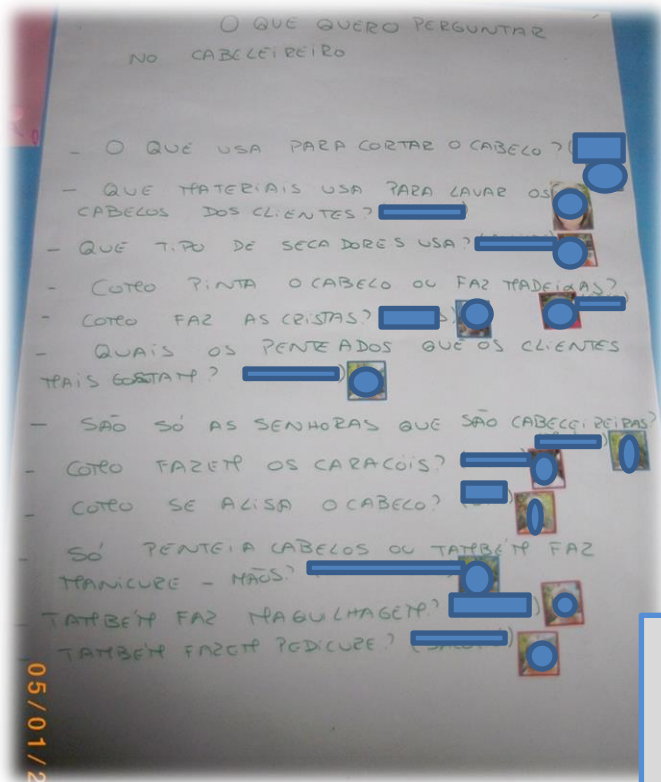 O QUE QUERO PERGUNTAR
NO CABELEIREIRO
- O QUE USA PARA CORTAR O CABELO? (
- QUE MATERIAIS USA PARA LAVAR OS
CABELOS DOS CLIENTES?
- QUE TIPO DE SECADORES USA?
- COMO PINTA O CABELO OU FAZ MADEIXAS?
- COMO FAZ AS CRISTAS?
- QUAIS OS PENTEADOS QUE OS CLIENTES
MAIS GOSTAM?
- SÃO SÓ AS SENHORAS QUE SÃO CABELEIREIRAS?
- COMO FAZEM OS CARACOIS?
- COMO SE ALISA O CABELO?
- SÓ PENTEIA CABELOS OU TAMBÉM FAZ
MANICURE - MÃOS?
- TAMBÉM FAZ MAQUILHAGEM?
- TAMBÉM FAZEM PEDICURE?
05/01/2